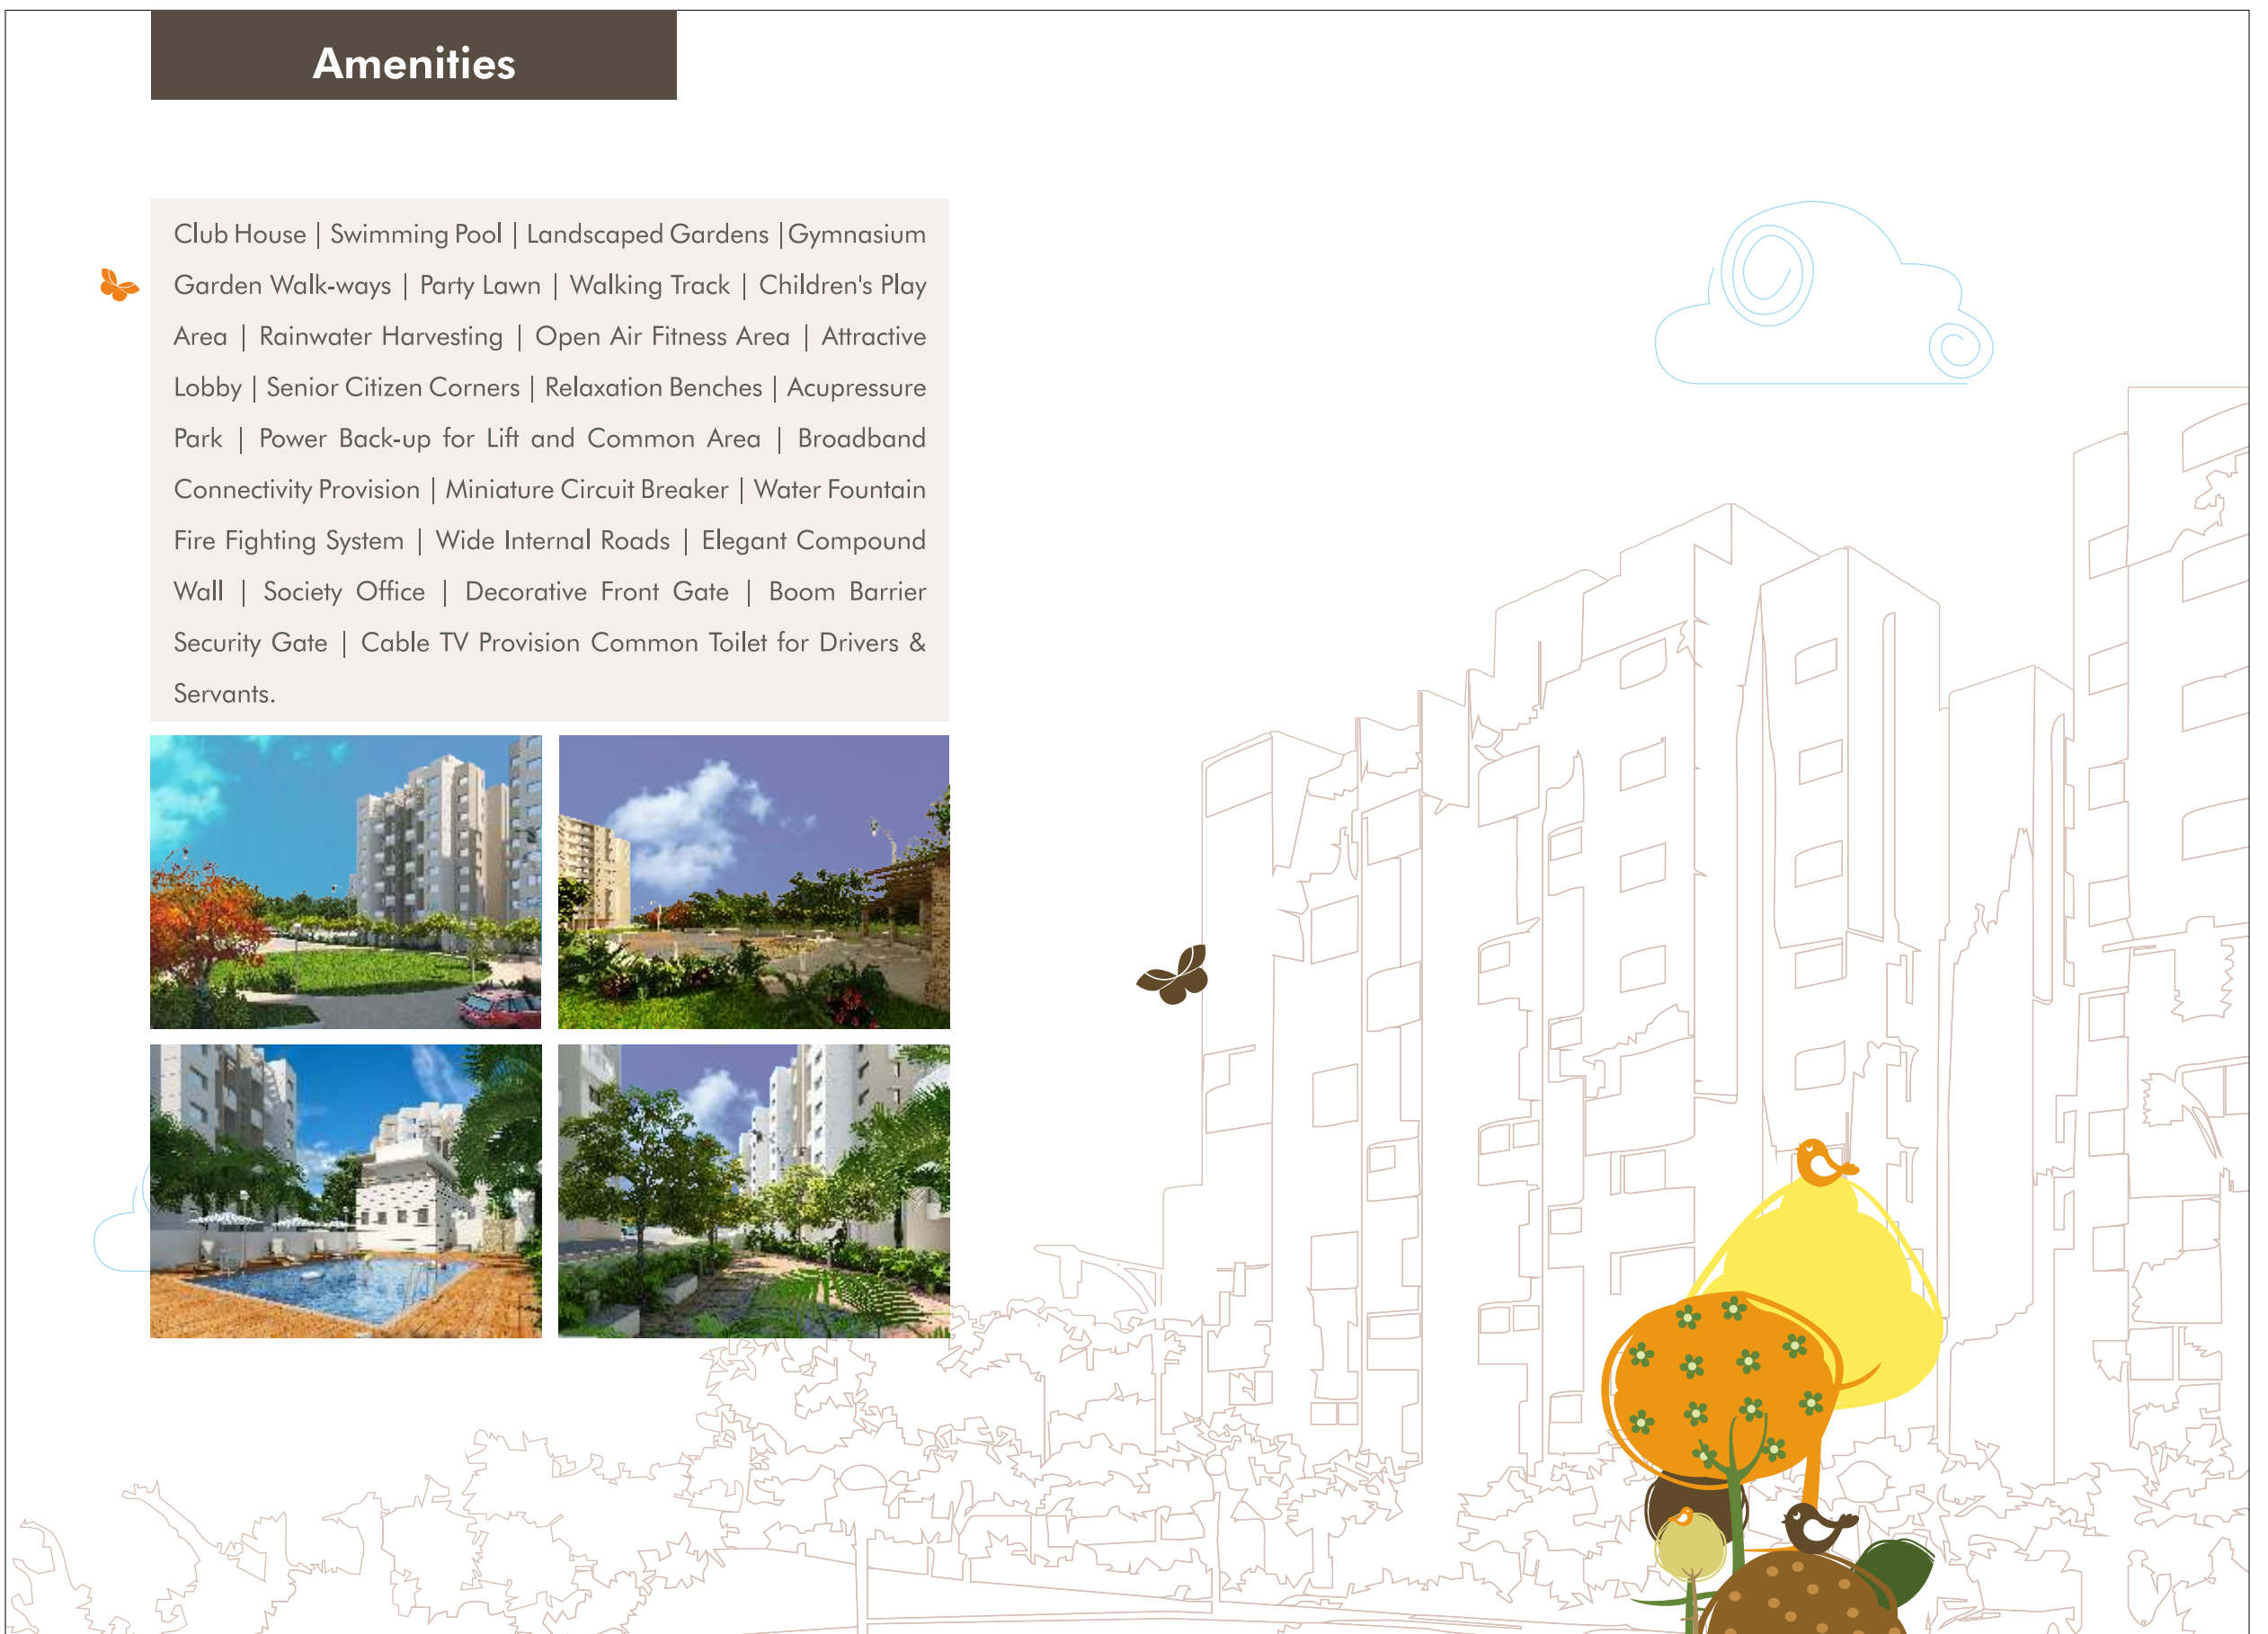 Amenities
Club House | Swimming Pool | Landscaped Gardens |Gymnasium
Garden Walk-ways | Party Lawn | Walking Track | Children's Play
Area | Rainwater Harvesting | Open Air Fitness Area | Attractive
Lobby | Senior Citizen Corners | Relaxation Benches | Acupressure
Park | Power Back-up for Lift and Common Area | Broadband
Connectivity Provision | Miniature Circuit Breaker | Water Fountain
Fire Fighting System | Wide Internal Roads | Elegant Compound
Wall | Society Office | Decorative Front Gate | Boom Barrier
Security Gate | Cable TV Provision Common Toilet for Drivers &
Servants.